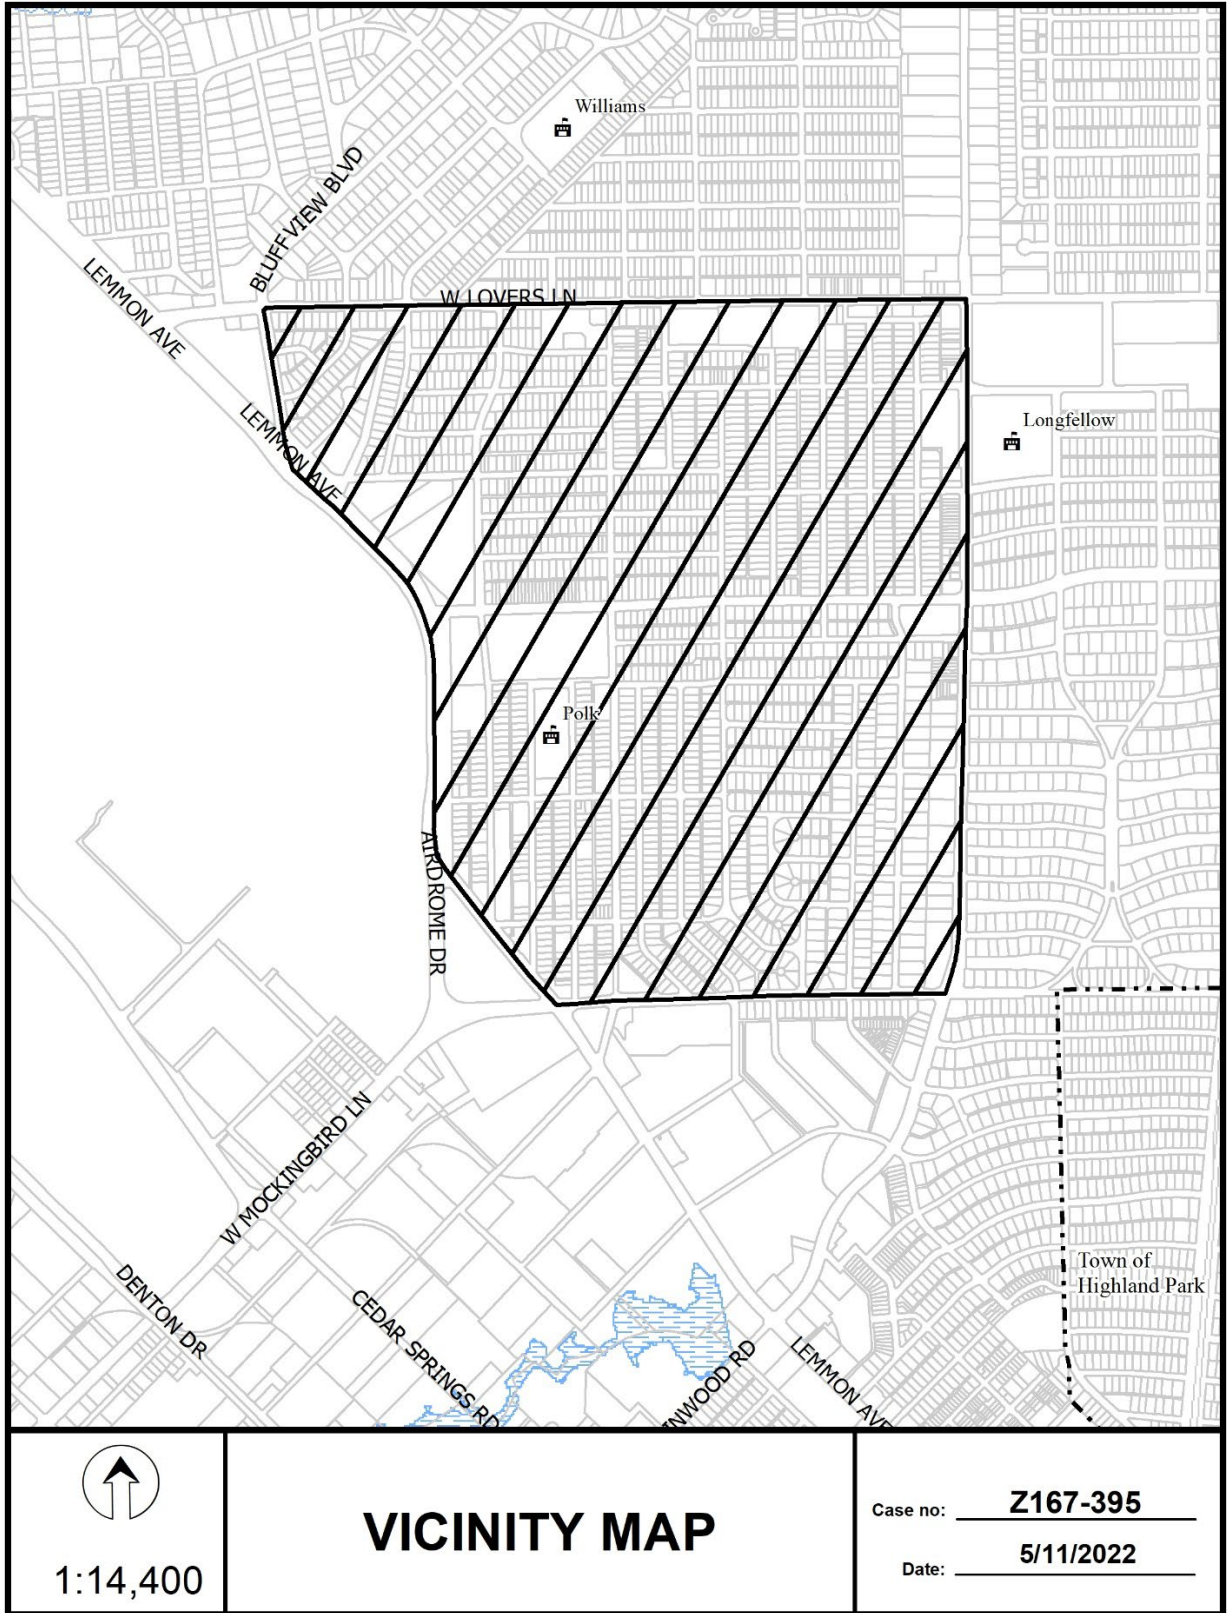 Williams
BLUFFVIEW BLVD
LEMMON AVE
W LOVERS LN
LEMMON AVE
Longfellow
Polk
AIRDROME DR
W MOCKINGBIRD LN
Town of
Highland Park
DENTON DR
CEDAR SPRINGS RD
INWOOD RD
LEMMON AVE
1:14,400
VICINITY MAP
Case no: Z167-395
Date: 5/11/2022